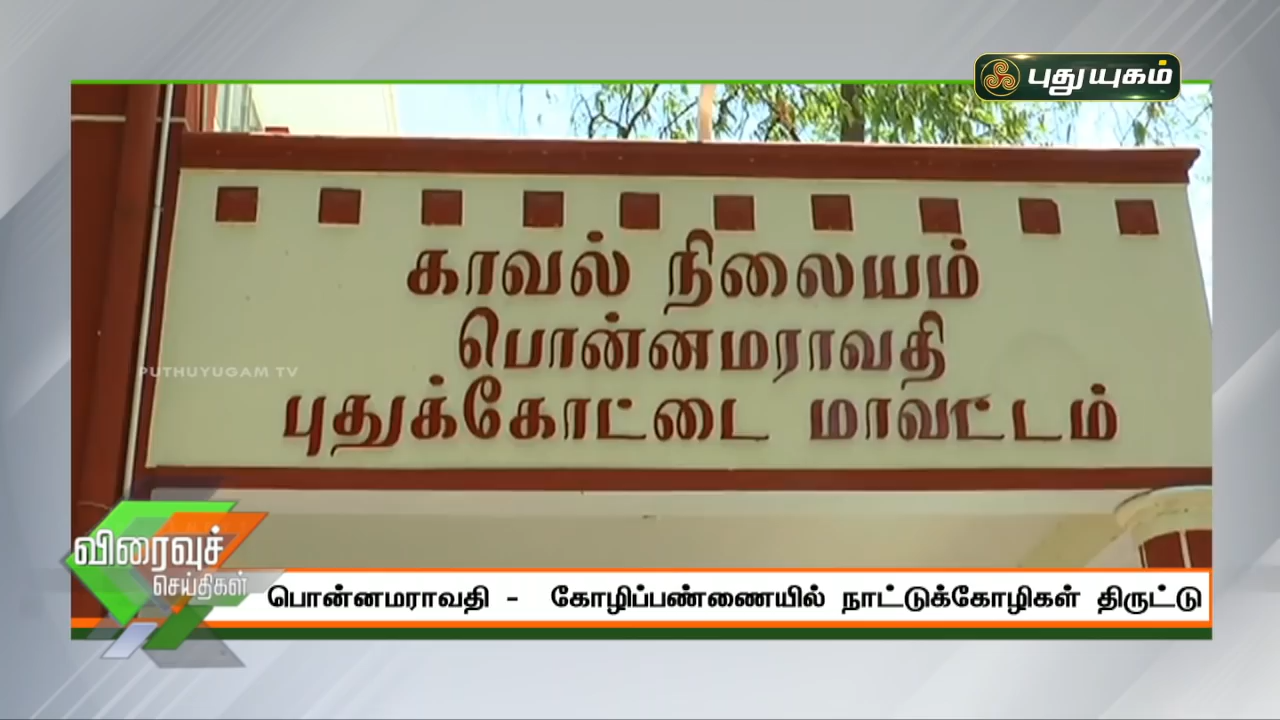 புதுயுகம்
காவல் நிலையம்
பொன்னமராவதி
PUTHUYUGAM TV
புதுக்கோட்டை மாவட்டம்
விரைவுச்
செய்திகள்
பொன்னமராவதி - கோழிப்பண்ணையில் நாட்டுக்கோழிகள் திருட்டு